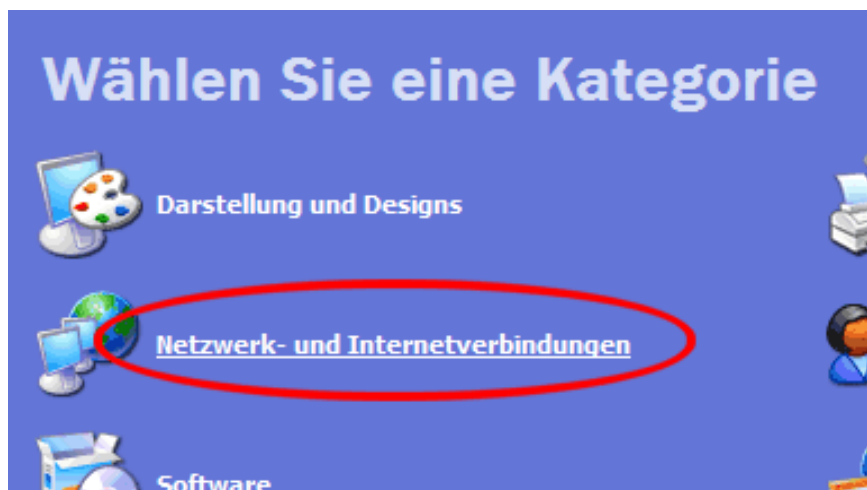 Wählen Sie eine Kategorie
Darstellung und Designs
Netzwerk- und Internetverbindungen
Software